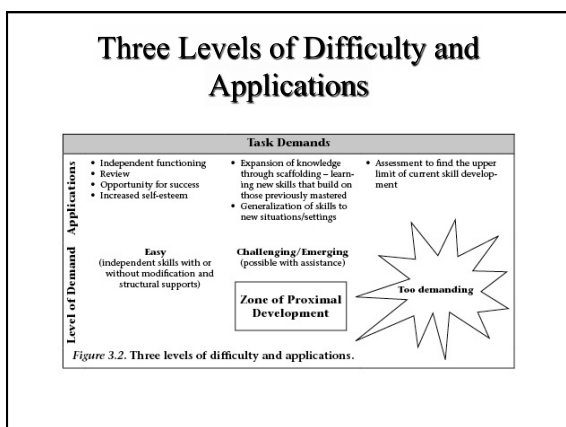 Three Levels of Difficulty and
Applications
Task Demands
Applications
• Independent functioning
• Review
• Opportunity for success
• Increased self-esteem
• Expansion of knowledge
through scaffolding – learn-
ing new skills that build on
those previously mastered
• Generalization of skills to
new situations/settings
• Assessment to find the upper
limit of current skill develop-
ment
Level of Demand
Easy
(independent skills with or
without modification and
structural supports)
Challenging/Emerging
(possible with assistance)
Zone of Proximal
Development
Too demanding
Figure 3.2. Three levels of difficulty and applications.